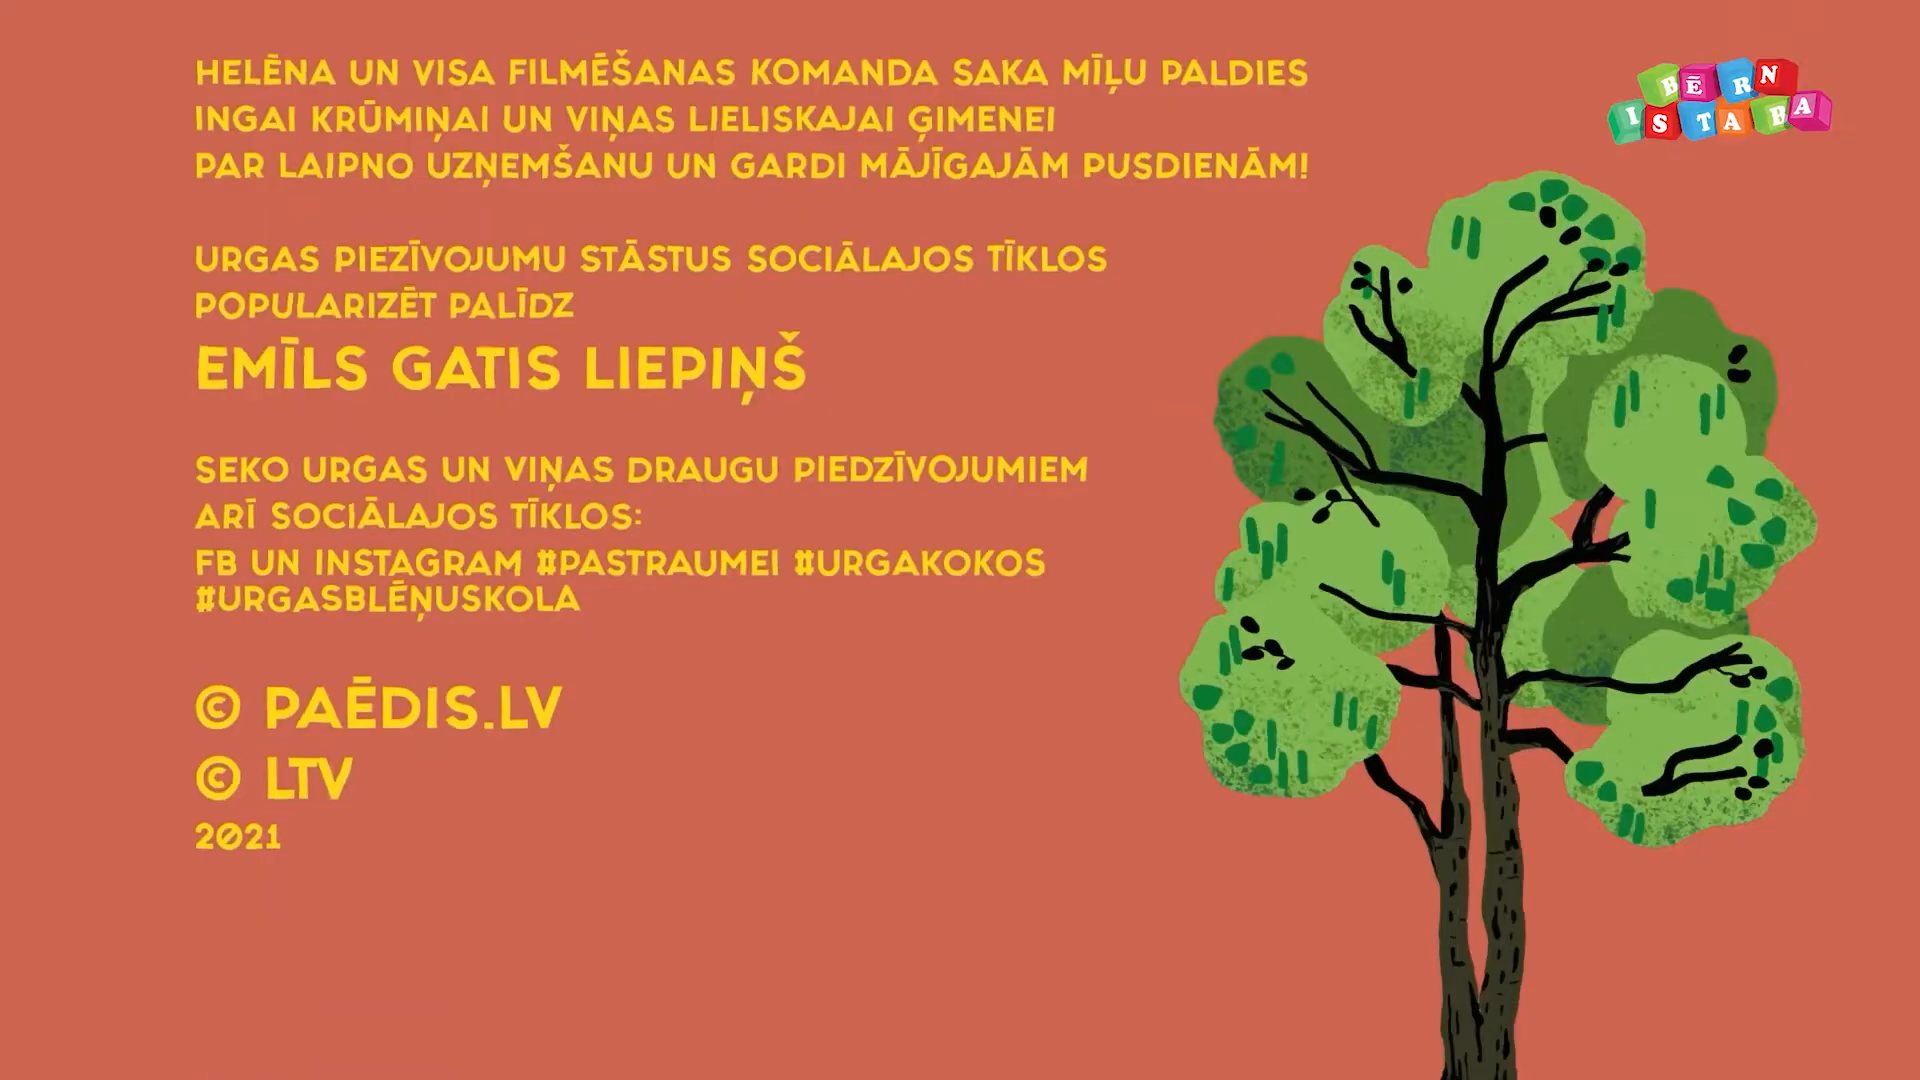 HELĒNA UN VISA FILMĒŠANAS KOMANDA SAKA MĪĻU PALDIES
INGAI KRŪMIŅAI UN VIŅAS LIELISKAJAI ĢIMENEI
PAR LAIPNO UZŅEMŠANU UN GARDI MĀJĪGAJĀM PUSDIENĀM!
URGAS PIEZĪVOJUMU STĀSTUS SOCIĀLAJOS TĪKLOS
POPULARIZĒT PALĪDZ
EMĪLS GATIS LIEPIŅŠ
SEKO URGAS UN VIŅAS DRAUGU PIEDZĪVOJUMIEM
ARĪ SOCIĀLAJOS TĪKLOS:
FB UN INSTAGRAM #PASTRAUMEI #URGAKOKOS
#URGASBLĒŅUSKOLA
© PAĒDIS.LV
© LTV
2021
BĒRN
ISTABA